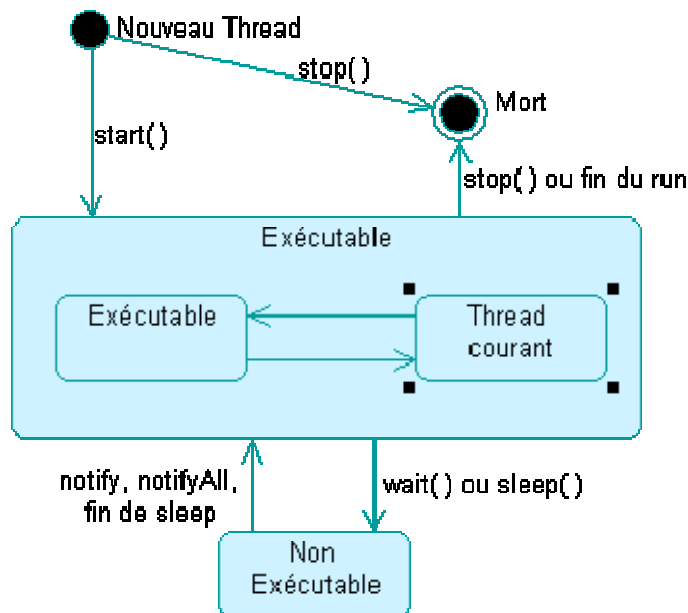 Nouveau Thread
stop()
Mort
start()
stop() ou fin du run
Exécutable
Exécutable
Thread
courant
notify, notifyAll,
fin de sleep
wait() ou sleep()
Non
Exécutable